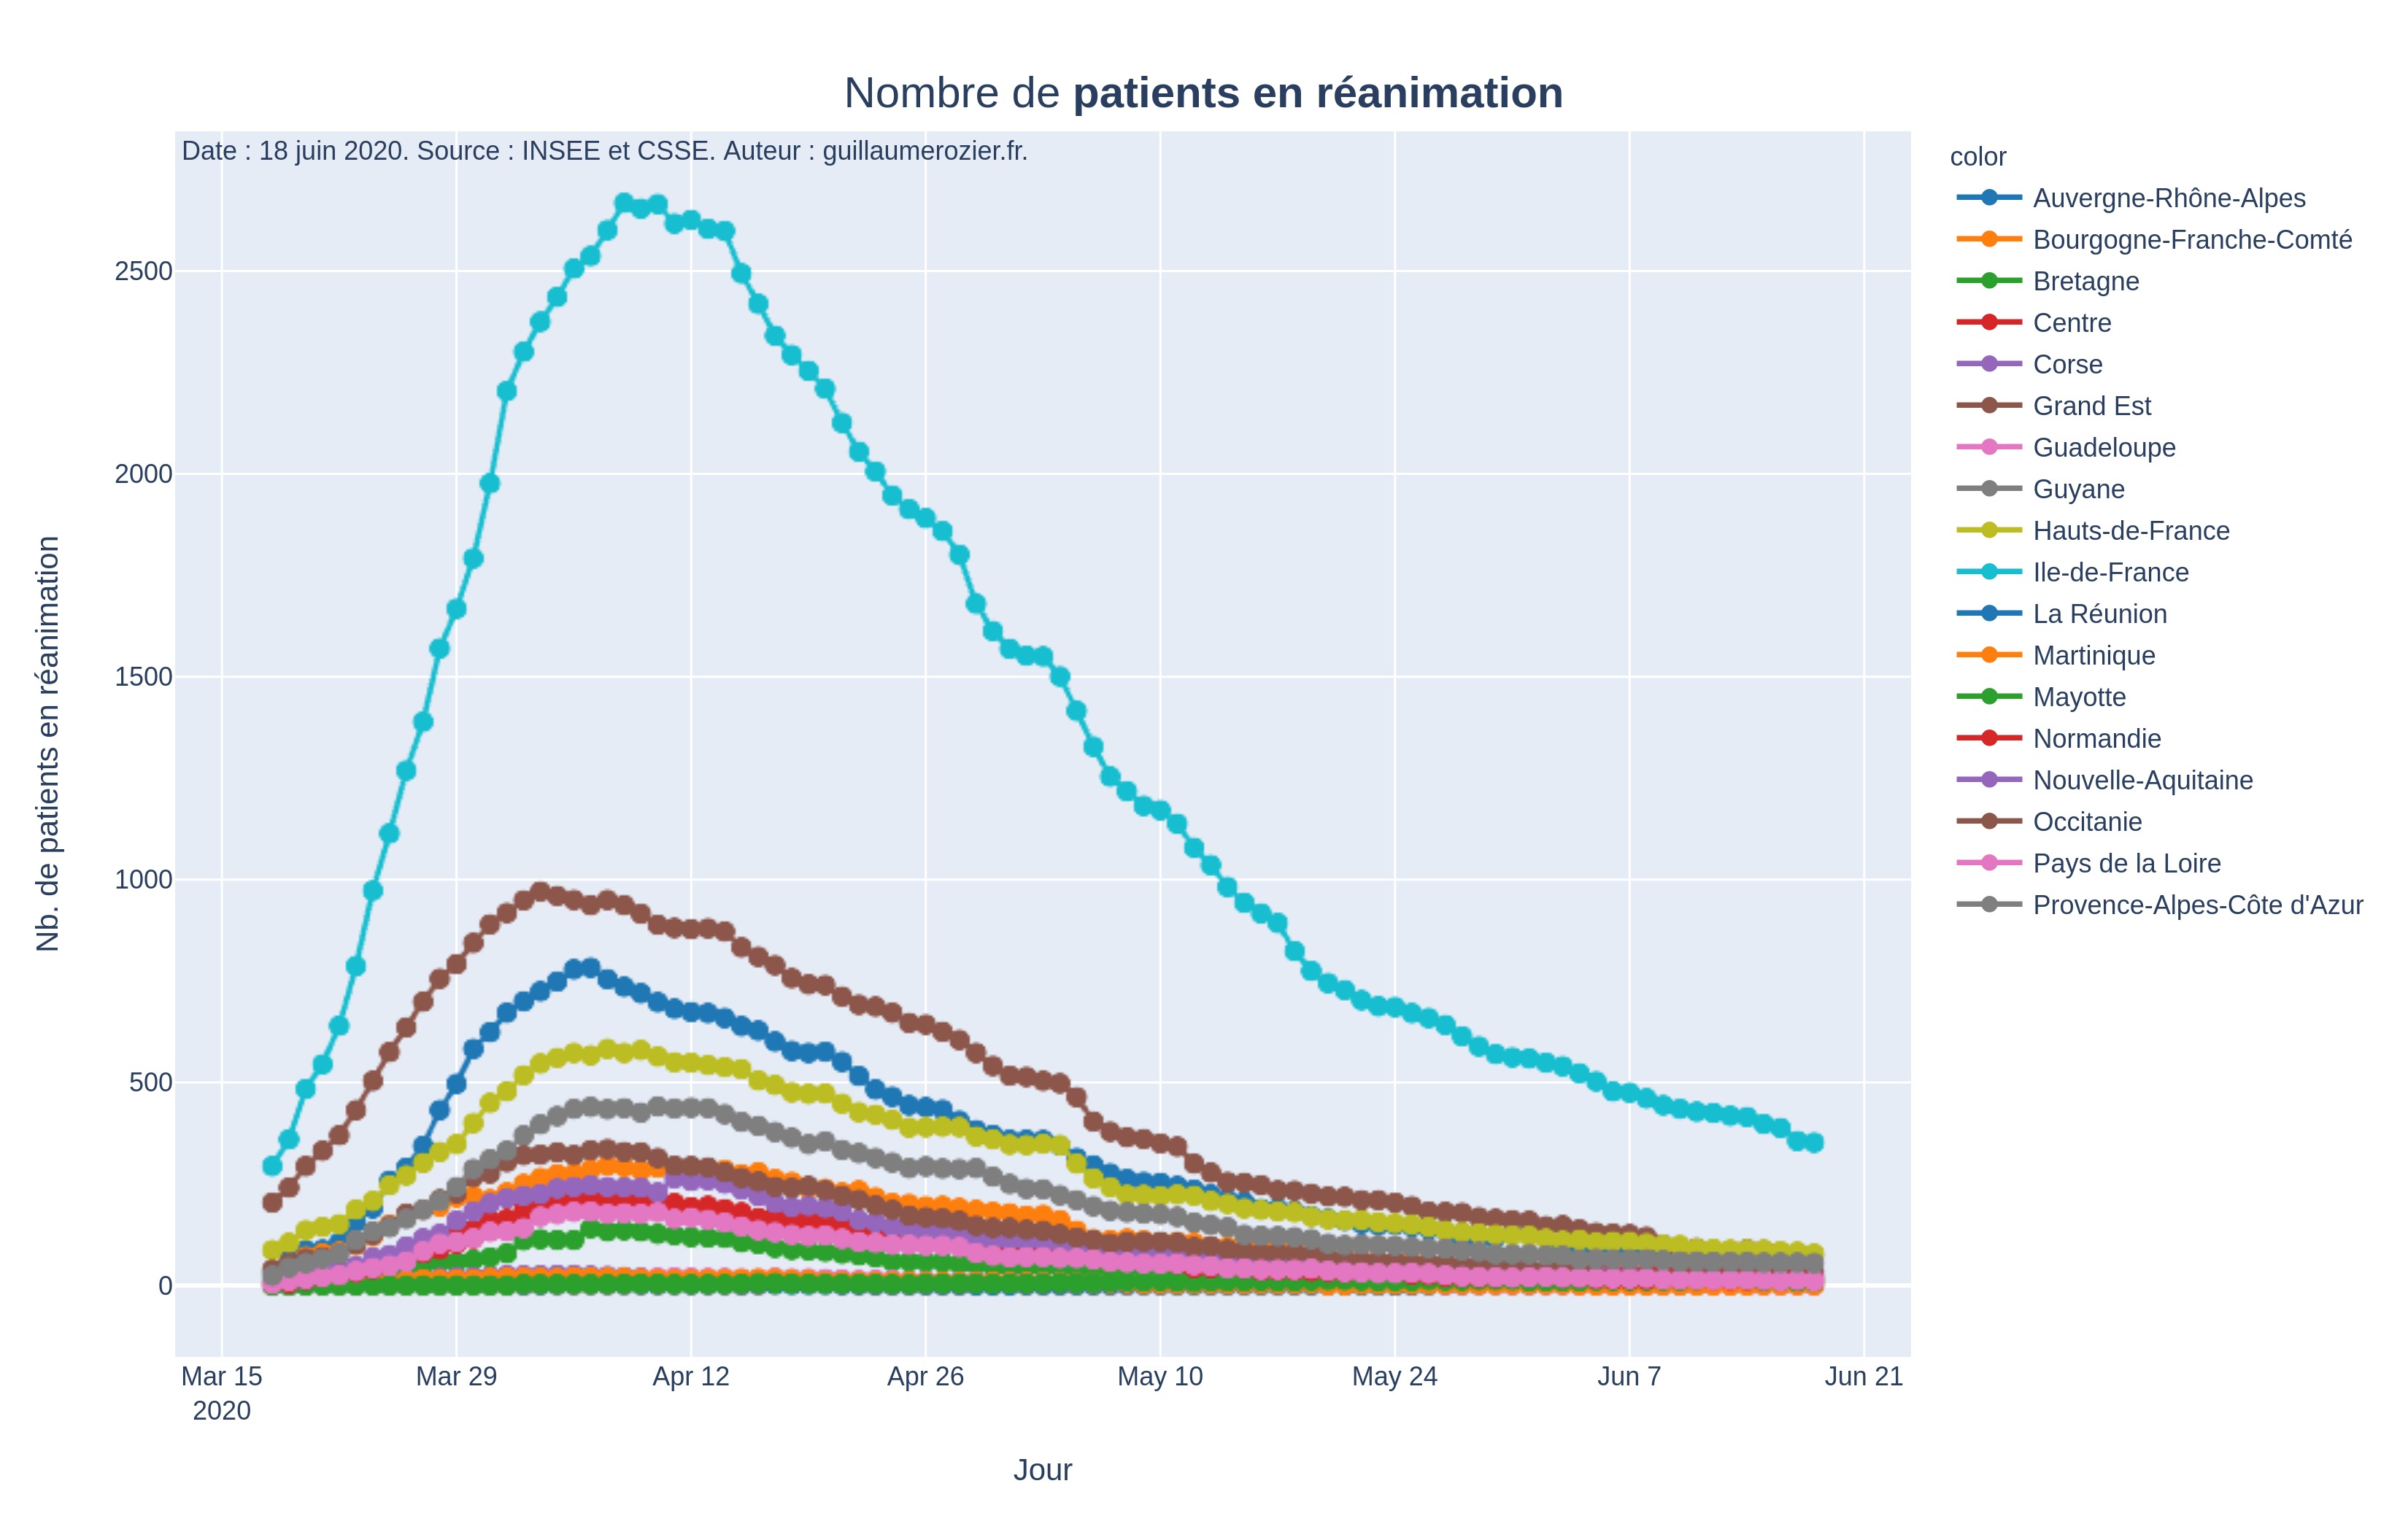 Nombre de patients en réanimation
Date : 18 juin 2020. Source : INSEE et CSSE. Auteur : guillaumerozier.fr.
color
Auvergne-Rhône-Alpes
Bourgogne-Franche-Comté
Bretagne
Centre
Corse
Grand Est
Guadeloupe
Guyane
Hauts-de-France
Ile-de-France
La Réunion
Martinique
Mayotte
Normandie
Nouvelle-Aquitaine
Occitanie
Pays de la Loire
Provence-Alpes-Côte d'Azur
Nb. de patients en réanimation
2500
2000
1500
1000
500
0
Mar 15 Mar 29 Apr 12 Apr 26 May 10 May 24 Jun 7 Jun 21
2020
Jour